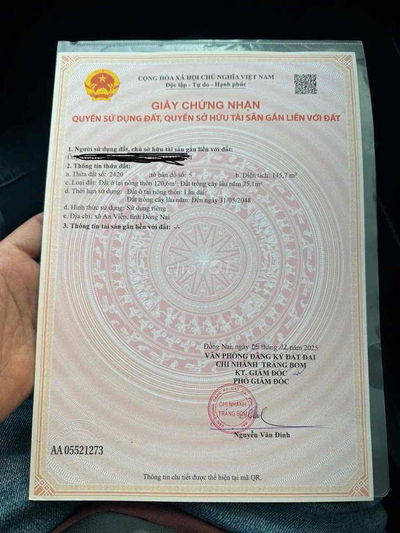 CỘNG HÒA XÃ HỘI CHỦ NGHĨA VIỆT NAM
Độc lập - Tự do - Hạnh phúc
GIẤY CHỨNG NHẬN
QUYỀN SỬ DỤNG ĐẤT, QUYỀN SỞ HỮU TÀI SẢN GẮN LIỀN VỚI ĐẤT
1. Người sử dụng đất, chủ sở hữu tài sản gắn liền với đất:
2. Thông tin thửa đất:
a. Thửa đất số: 2420 tờ bản đồ số: 5 b. Diện tích: 145,7 m²
c. Loại đất: Đất ở tại nông thôn 120,6m²; Đất trồng cây lâu năm 25,1m²
d. Thời hạn sử dụng: Đất ở tại nông thôn: Lâu dài;
Đất trồng cây lâu năm: Đến ngày 31/05/2048
đ. Hình thức sử dụng: Sử dụng riêng
e. Địa chỉ: xã An Viễn, tỉnh Đồng Nai
3. Thông tin tài sản gắn liền với đất: -/-
Đồng Nai, ngày 05 tháng 12 năm 2025
VĂN PHÒNG ĐĂNG KÝ ĐẤT ĐAI
CHI NHÁNH TRẢNG BOM
KT. GIÁM ĐỐC
PHÓ GIÁM ĐỐC
CHI NHÁNH
TRẢNG BOM
Nguyễn Văn Đinh
AA 05521273
Thông tin chi tiết được thể hiện tại mã QR.